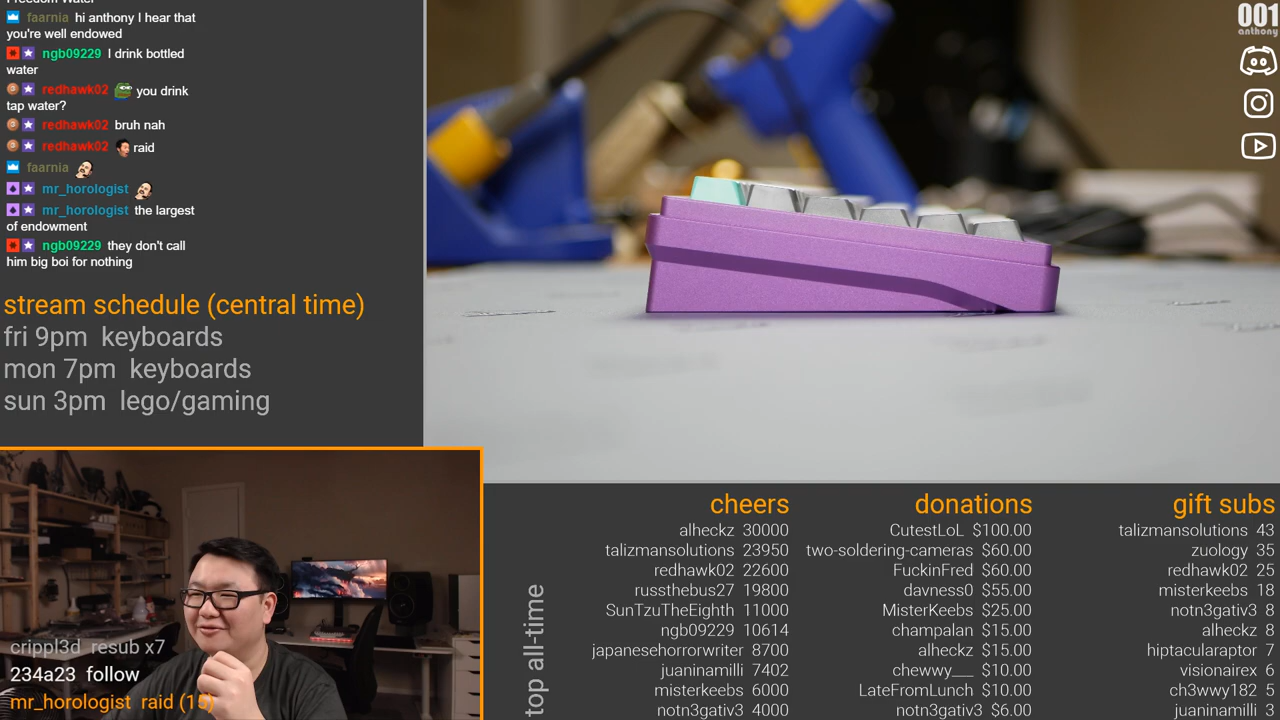 faarnia hi anthony I hear that
you're well endowed
ngb09229 I drink bottled
water
redhawk02 you drink
tap water?
redhawk02 bruh nah
redhawk02 raid
faarnia
mr_horologist
mr_horologist the largest
of endowment
ngb09229 they don't call
him big boi for nothing
stream schedule (central time)
fri 9pm keyboards
mon 7pm keyboards
sun 3pm lego/gaming
001
anthony
crippl3d resub x7
234a23 follow
mr_horologist raid (15)
top all-time
cheers
alheckz 30000
talizmansolutions 23950
redhawk02 22600
russthebus27 19800
SunTzuTheEighth 11000
ngb09229 10614
japanesehorrorwriter 8700
juaninamilli 7402
misterkeebs 6000
notn3gativ3 4000
donations
CutestLoL $100.00
two-soldering-cameras $60.00
FuckinFred $60.00
davness0 $55.00
MisterKeebs $25.00
champalan $15.00
alheckz $15.00
chewwy___ $10.00
LateFromLunch $10.00
notn3gativ3 $6.00
gift subs
talizmansolutions 43
zuology 35
redhawk02 25
misterkeebs 18
notn3gativ3 8
alheckz 8
hiptacularaptor 7
visionairex 6
ch3wwy182 5
juaninamilli 3